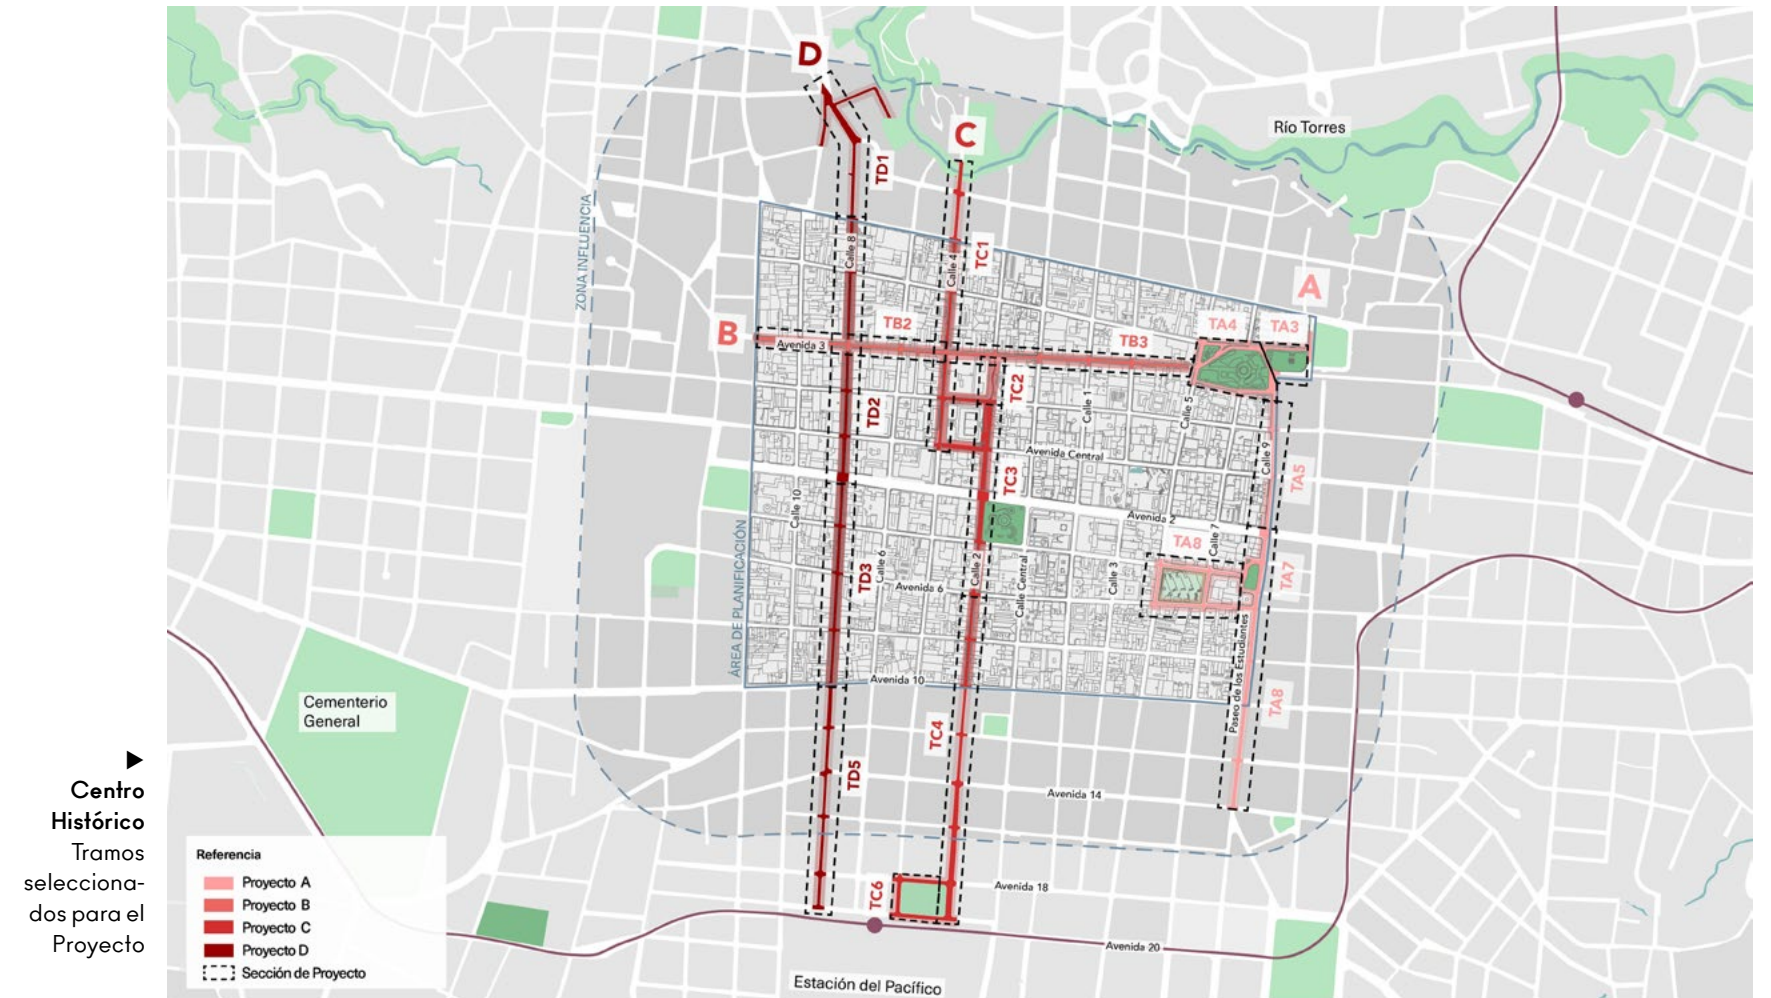 D
Río Torres
C
TD1
ZONA INFLUENCIA
Calle 8
TC1
Calle 4
A
B
TB2
TA4
TA3
Avenida 3
TB3
TC2
TD2
Calle 1
Calle 5
Avenida Central
Calle 9
TC3
TA5
Calle 10
Avenida 2
Calle 7
TA8
ÁREA DE PLANIFICACIÓN
TD3
Calle 6
Calle 2
Calle Central
Calle 3
TA7
Avenida 6
Paseo de los Estudiantes
Avenida 10
TA8
Cementerio
General
TC4
TD5
Avenida 14
Centro
Histórico
Tramos
selecciona-
dos para el
Proyecto
Referencia
Proyecto A
Proyecto B
Proyecto C
Proyecto D
Sección de Proyecto
TC6
Avenida 18
Avenida 20
Estación del Pacífico